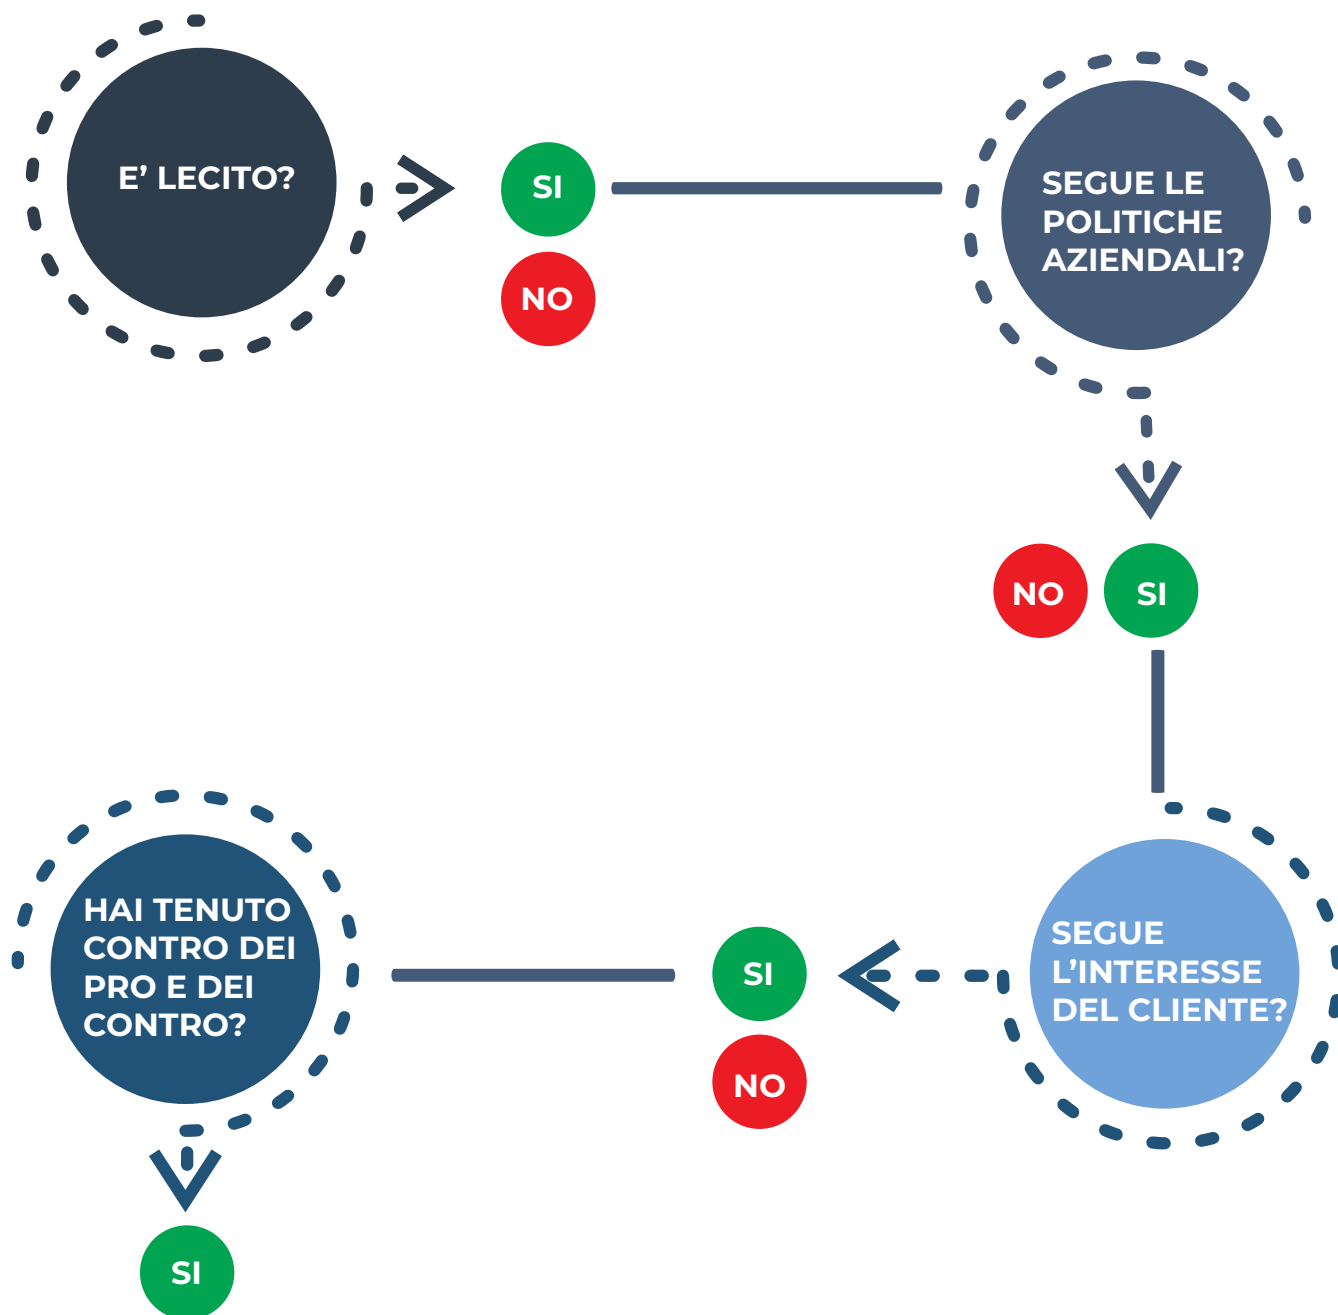 E’ LECITO?
SI
NO
SEGUE LE
POLITICHE
AZIENDALI?
NO
SI
SEGUE
L’INTERESSE
DEL CLIENTE?
SI
NO
HAI TENUTO
CONTRO DEI
PRO E DEI
CONTRO?
SI